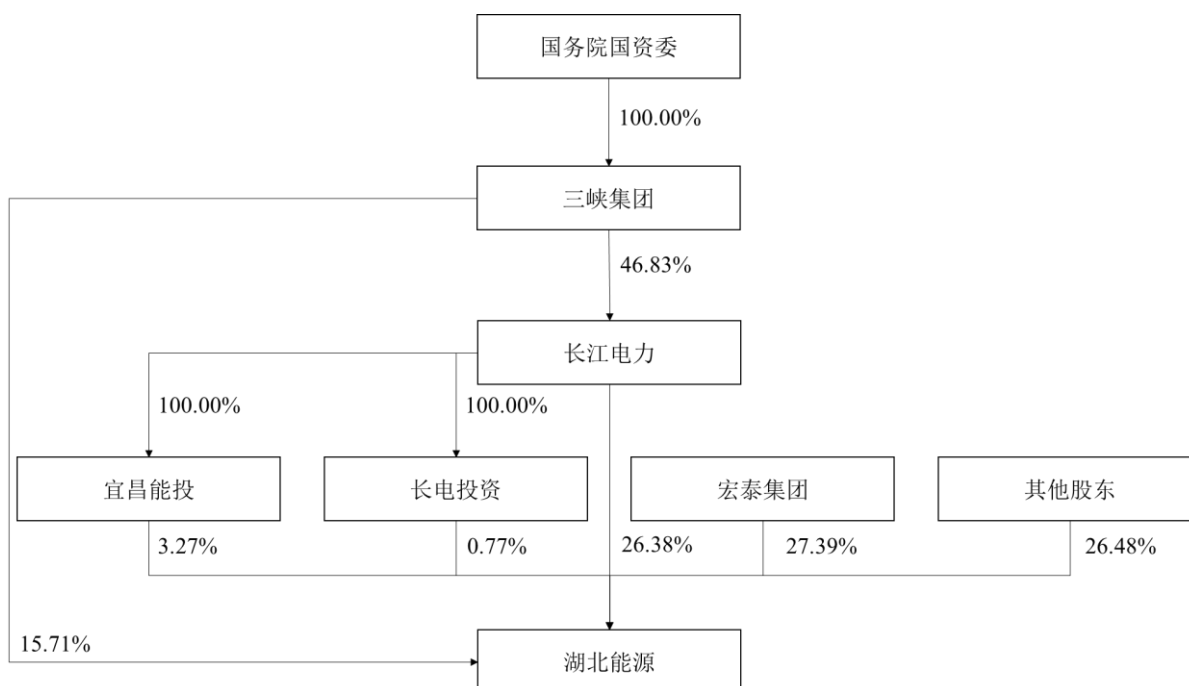 国务院国资委
100.00%
三峡集团
46.83%
长江电力
100.00%
100.00%
宜昌能投
长电投资
宏泰集团
其他股东
3.27%
0.77%
26.38%
27.39%
26.48%
15.71%
湖北能源